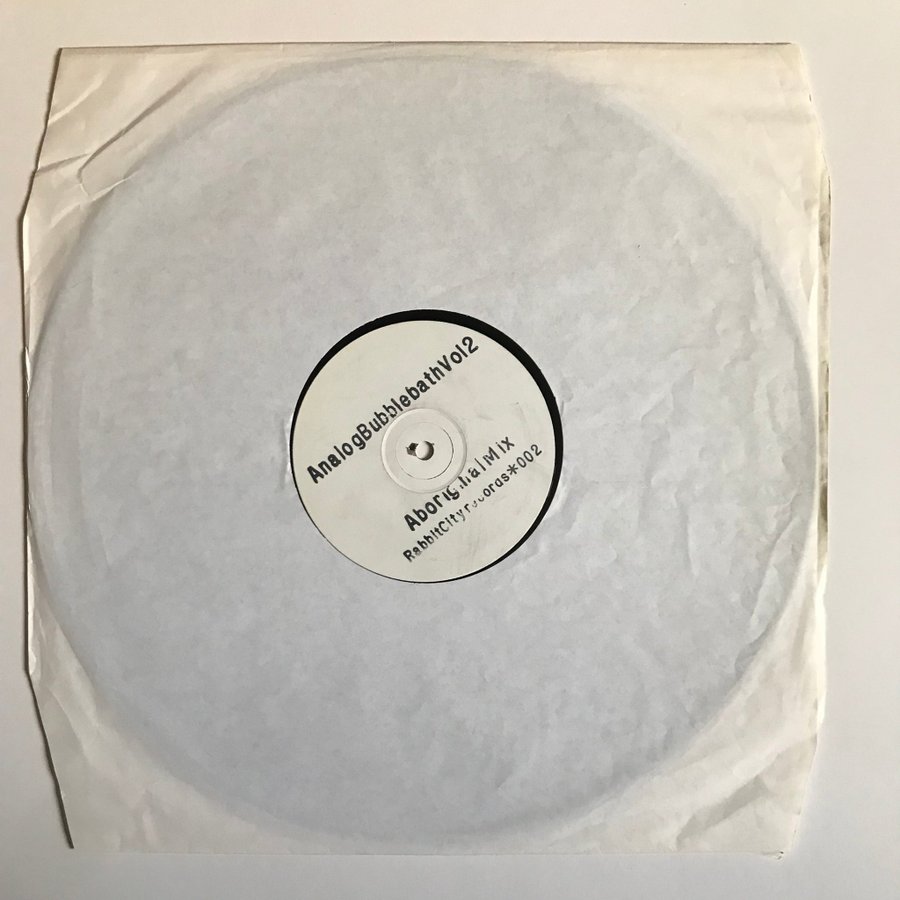 AnalogBubblebathVol2
AboriginalMix
RabbitCityrecords*002